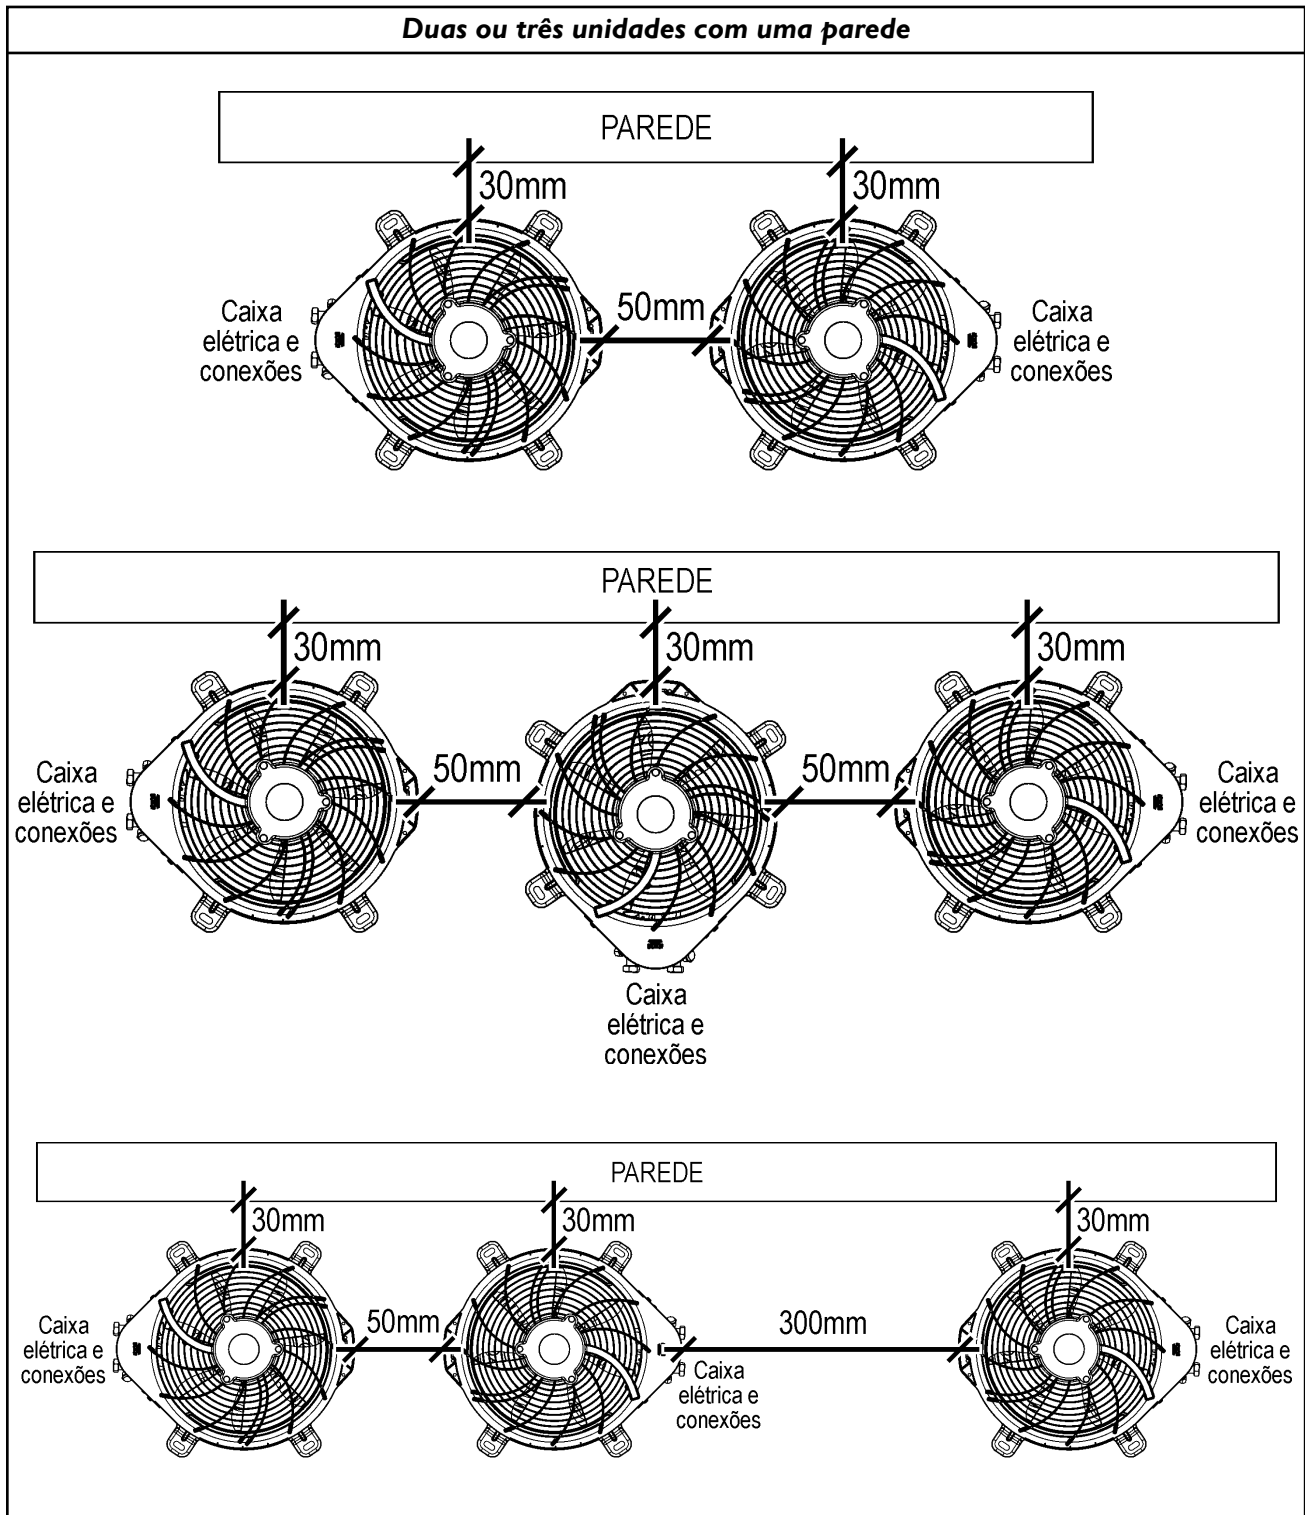 Duas ou três unidades com uma parede
PAREDE
30mm
30mm
50mm
Caixa
elétrica e
conexões
Caixa
elétrica e
conexões
PAREDE
30mm
30mm
30mm
50mm
50mm
Caixa
elétrica e
conexões
Caixa
elétrica e
conexões
Caixa
elétrica e
conexões
PAREDE
30mm
30mm
30mm
50mm
300mm
Caixa
elétrica e
conexões
Caixa
elétrica e
conexões
Caixa
elétrica e
conexões